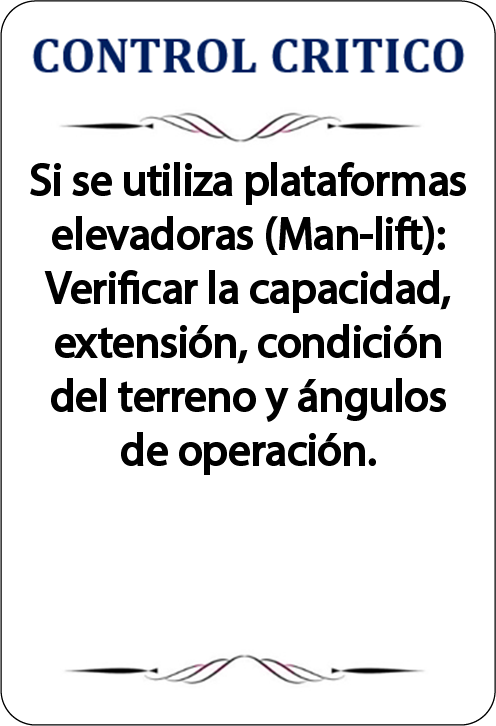 CONTROL CRITICO
Si se utiliza plataformas
elevadoras (Man-lift):
Verificar la capacidad,
extensión, condición
del terreno y ángulos
de operación.